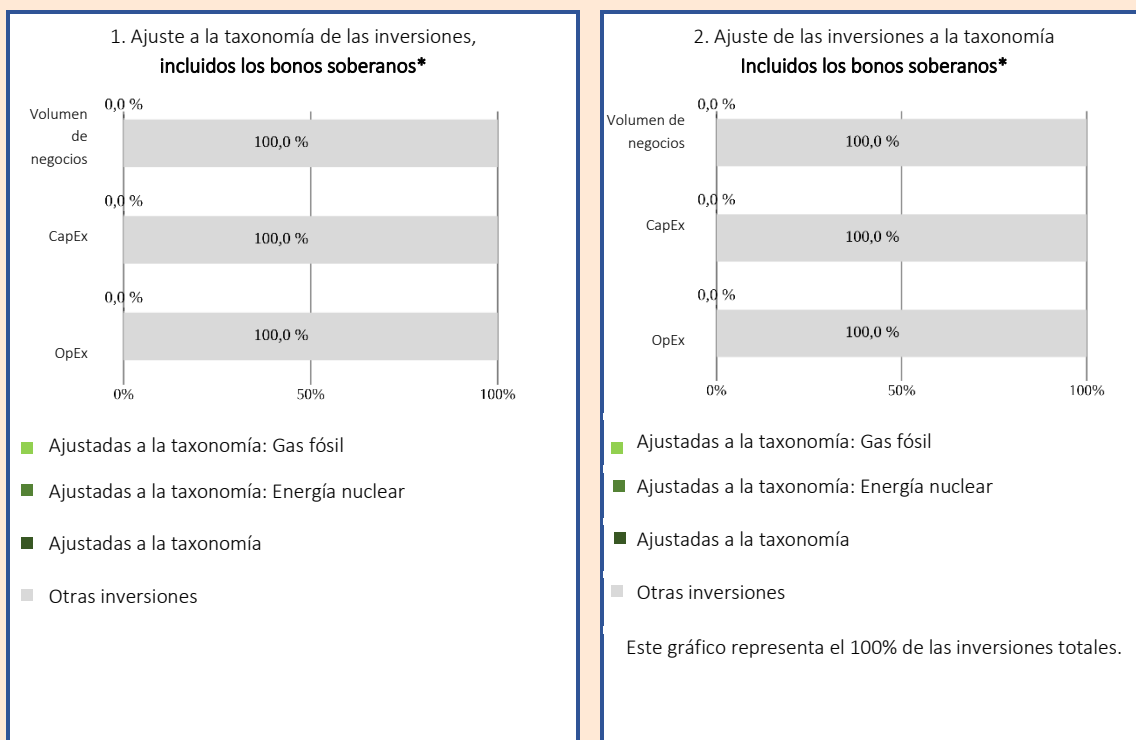 1. Ajuste a la taxonomía de las inversiones,
incluidos los bonos soberanos*
0,0 %
Volumen
de
negocios
100,0 %
0,0 %
CapEx
100,0 %
0,0 %
OpEx
100,0 %
0%
50%
100%
Ajustadas a la taxonomía: Gas fósil
Ajustadas a la taxonomía: Energía nuclear
Ajustadas a la taxonomía
Otras inversiones
2. Ajuste de las inversiones a la taxonomía
Incluidos los bonos soberanos*
0,0 %
Volumen de
negocios
100,0 %
0,0 %
CapEx
100,0 %
0,0 %
OpEx
100,0 %
0%
50%
100%
Ajustadas a la taxonomía: Gas fósil
Ajustadas a la taxonomía: Energía nuclear
Ajustadas a la taxonomía
Otras inversiones
Este gráfico representa el 100% de las inversiones totales.